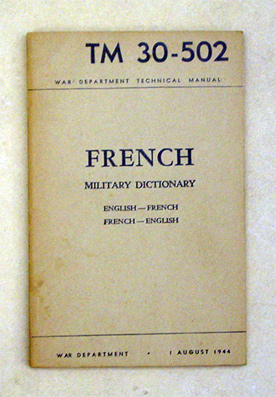 TM 30-502
WAR DEPARTMENT TECHNICAL MANUAL
FRENCH
MILITARY DICTIONARY
ENGLISH — FRENCH
FRENCH — ENGLISH
WAR DEPARTMENT • 1 AUGUST 1944